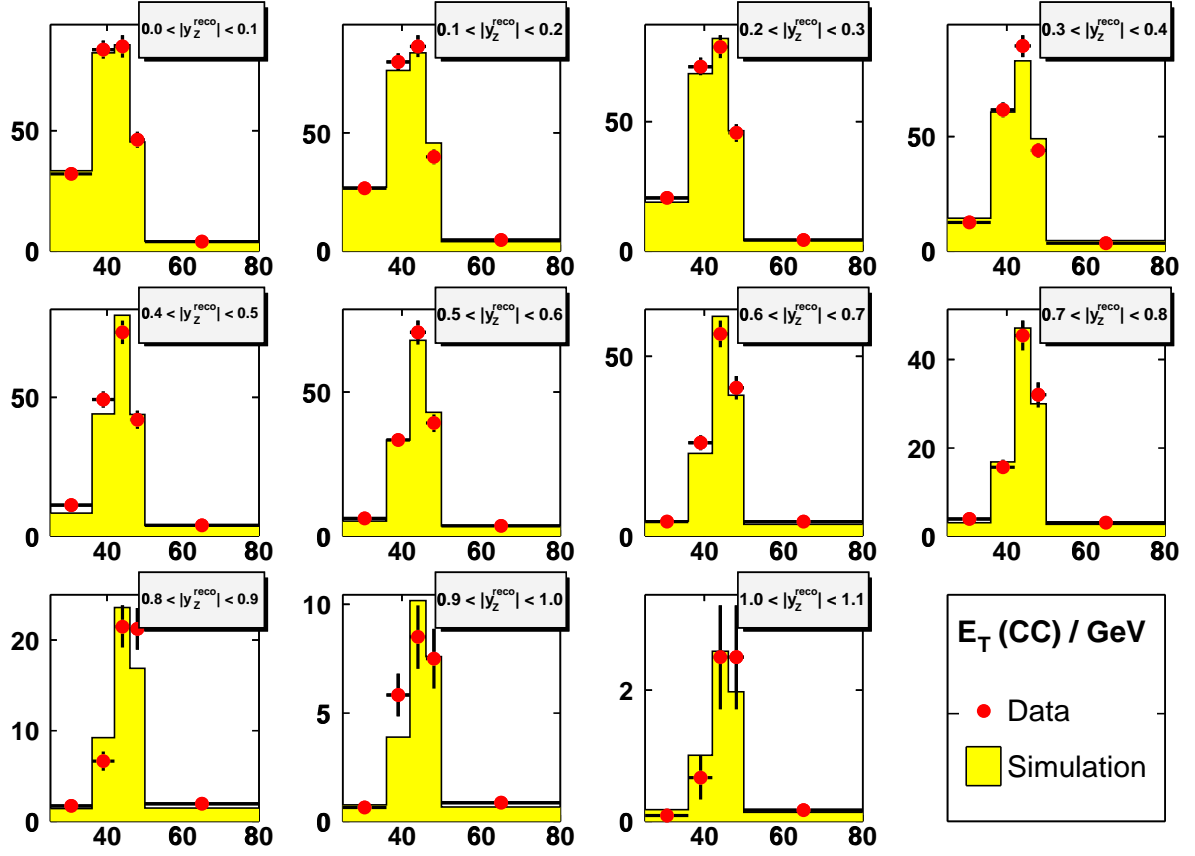 0.0 < |y_Z^reco| < 0.1
0.1 < |y_Z^reco| < 0.2
0.2 < |y_Z^reco| < 0.3
0.3 < |y_Z^reco| < 0.4
50
50
50
50
0
0
0
0
40 60 80
40 60 80
40 60 80
40 60 80
0.4 < |y_Z^reco| < 0.5
0.5 < |y_Z^reco| < 0.6
0.6 < |y_Z^reco| < 0.7
0.7 < |y_Z^reco| < 0.8
50
50
50
40
20
0
0
0
0
40 60 80
40 60 80
40 60 80
40 60 80
0.8 < |y_Z^reco| < 0.9
0.9 < |y_Z^reco| < 1.0
1.0 < |y_Z^reco| < 1.1
20
10
0
10
5
0
2
0
40 60 80
40 60 80
40 60 80
E_T (CC) / GeV
Data
Simulation